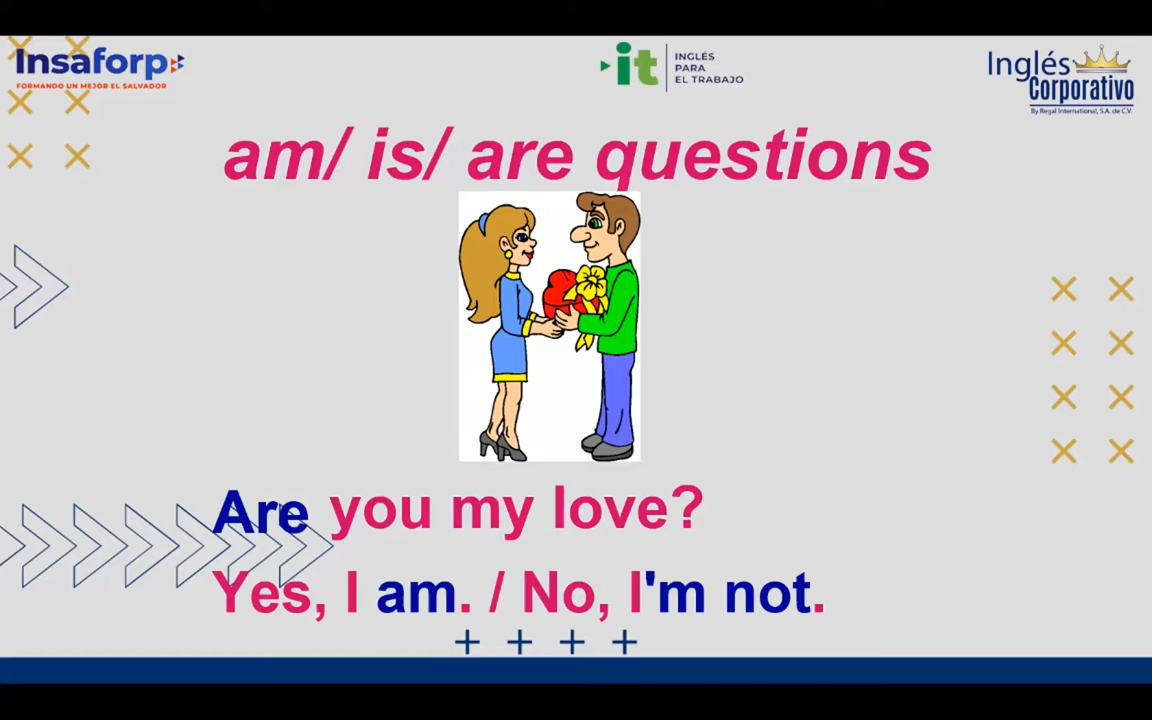 Insaforp
FORMANDO UN MEJOR EL SALVADOR
it
INGLÉS
PARA
EL TRABAJO
Inglés
Corporativo
By Regal International, S.A. de C.V.
am/ is/ are questions
Are you my love?
Yes, I am. / No, I'm not.